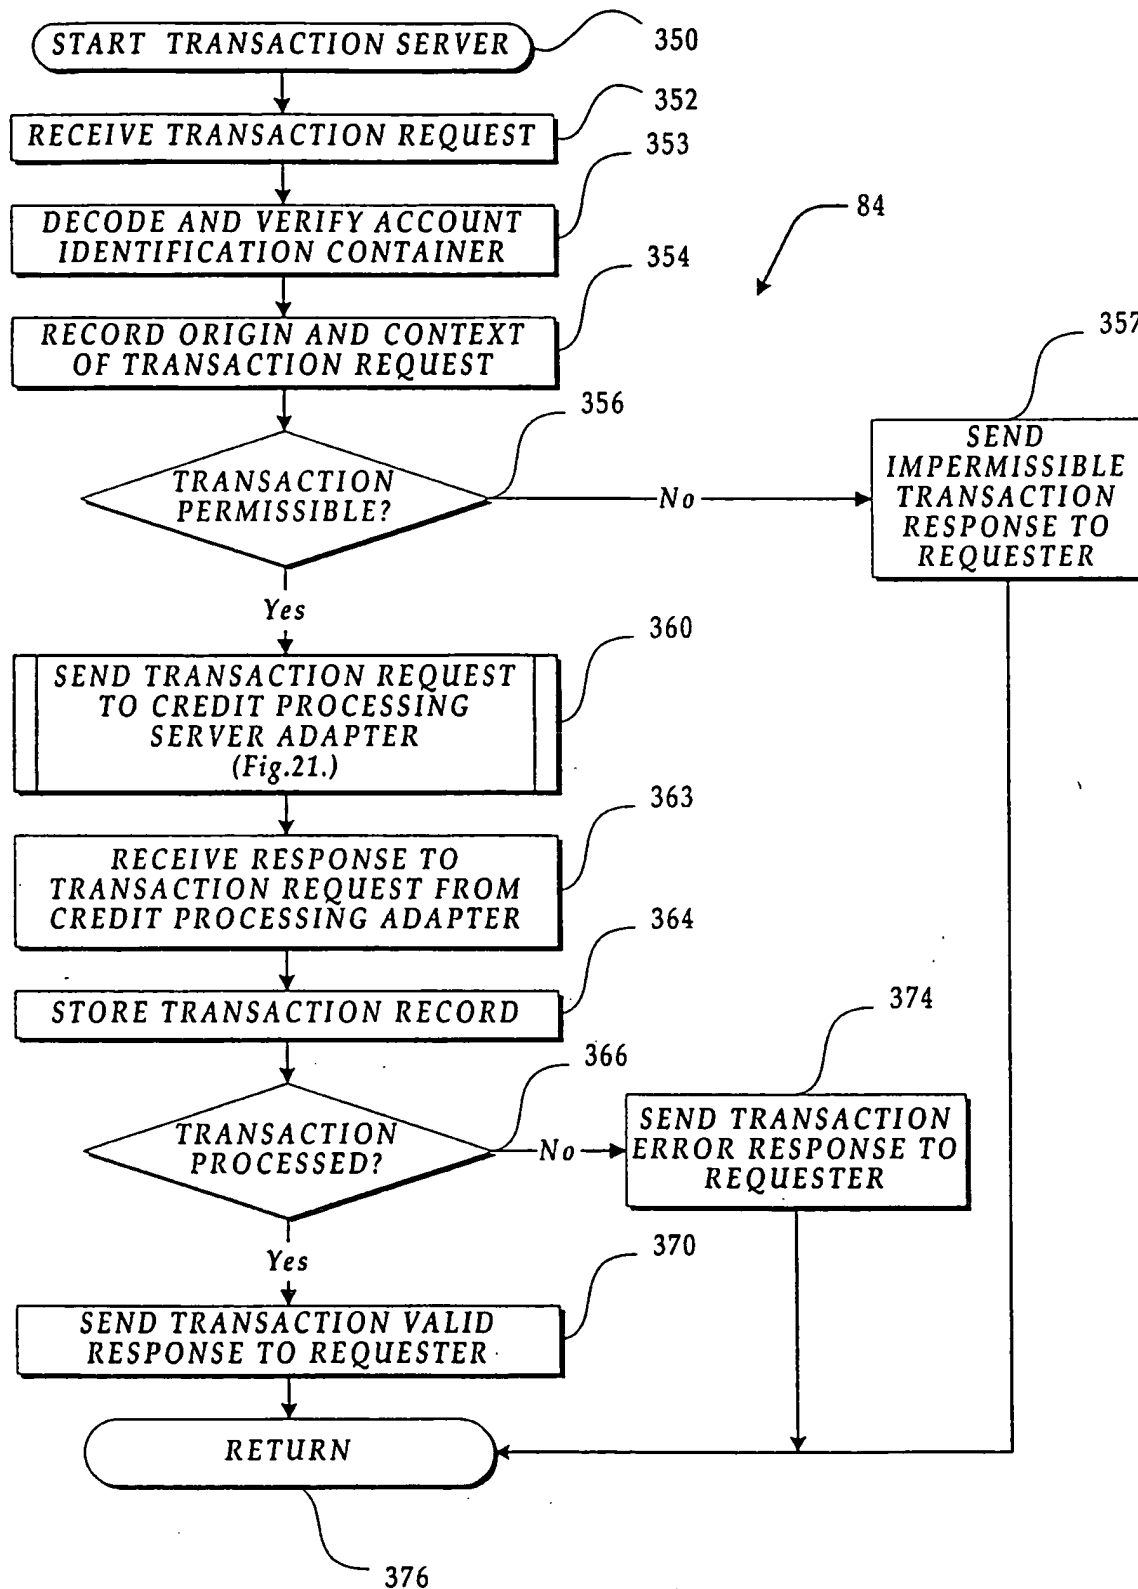 START TRANSACTION SERVER
350
RECEIVE TRANSACTION REQUEST
352
DECODE AND VERIFY ACCOUNT
IDENTIFICATION CONTAINER
353
84
RECORD ORIGIN AND CONTEXT
OF TRANSACTION REQUEST
354
TRANSACTION
PERMISSIBLE?
356
No
SEND
IMPERMISSIBLE
TRANSACTION
RESPONSE TO
REQUESTER
357
Yes
SEND TRANSACTION REQUEST
TO CREDIT PROCESSING
SERVER ADAPTER
(Fig.21.)
360
RECEIVE RESPONSE TO
TRANSACTION REQUEST FROM
CREDIT PROCESSING ADAPTER
363
STORE TRANSACTION RECORD
364
TRANSACTION
PROCESSED?
366
No
SEND TRANSACTION
ERROR RESPONSE TO
REQUESTER
374
Yes
SEND TRANSACTION VALID
RESPONSE TO REQUESTER
370
RETURN
376